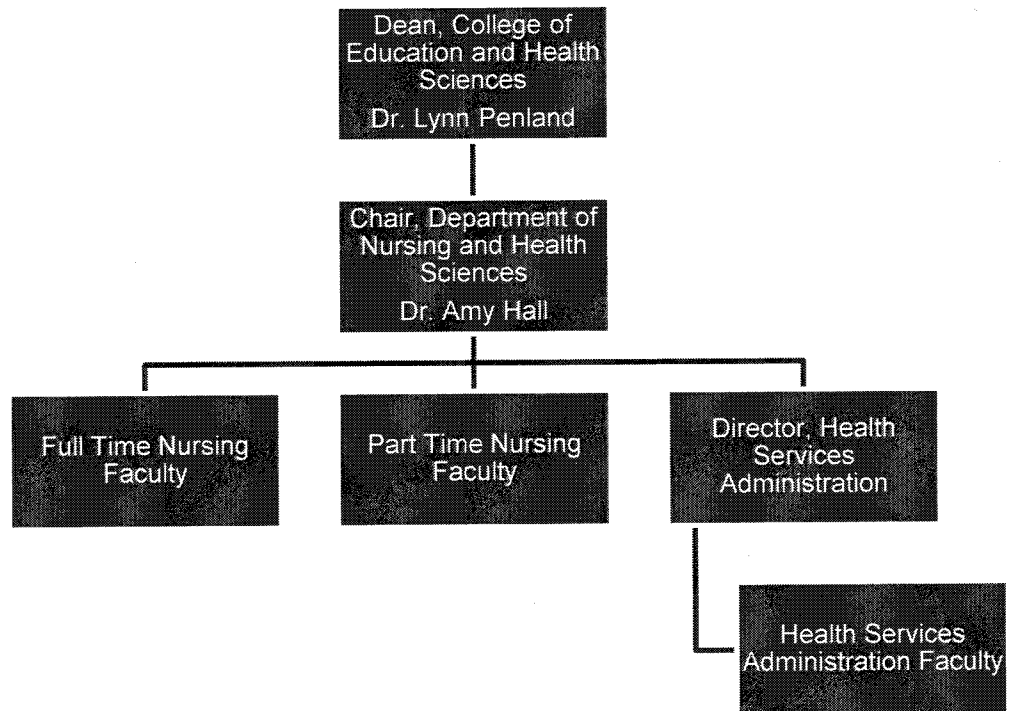 Dean, College of
Education and Health
Sciences
Dr. Lynn Penland
Chair, Department of
Nursing and Health
Sciences
Dr. Amy Hall
Full Time Nursing
Faculty
Part Time Nursing
Faculty
Director, Health
Services
Administration
Health Services
Administration Faculty